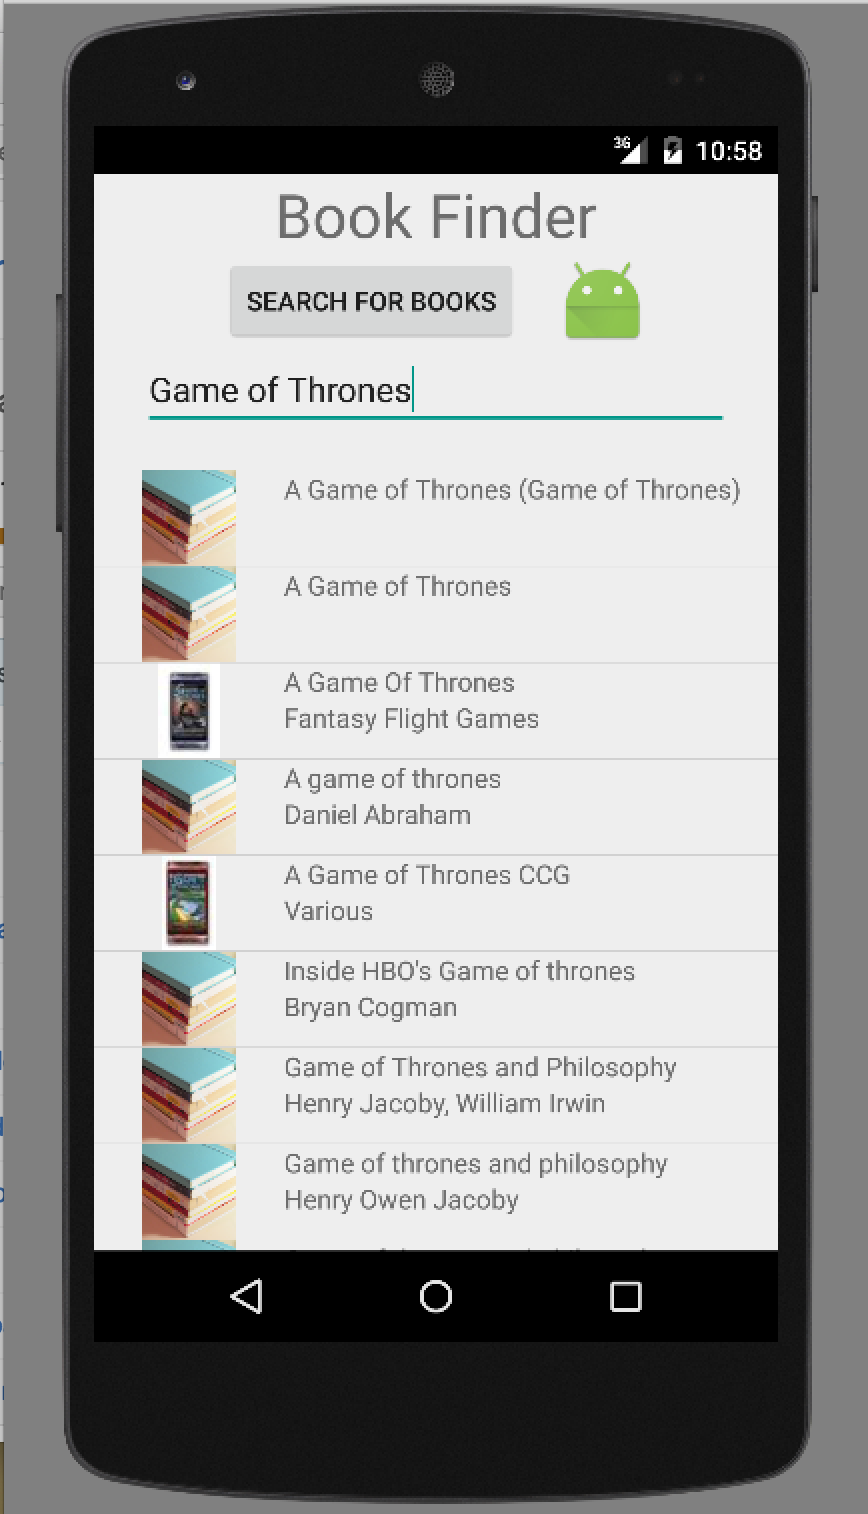 3G 10:58
Book Finder
SEARCH FOR BOOKS
Game of Thrones
A Game of Thrones (Game of Thrones)
A Game of Thrones
A Game Of Thrones
Fantasy Flight Games
A game of thrones
Daniel Abraham
A Game of Thrones CCG
Various
Inside HBO's Game of thrones
Bryan Cogman
Game of Thrones and Philosophy
Henry Jacoby, William Irwin
Game of thrones and philosophy
Henry Owen Jacoby